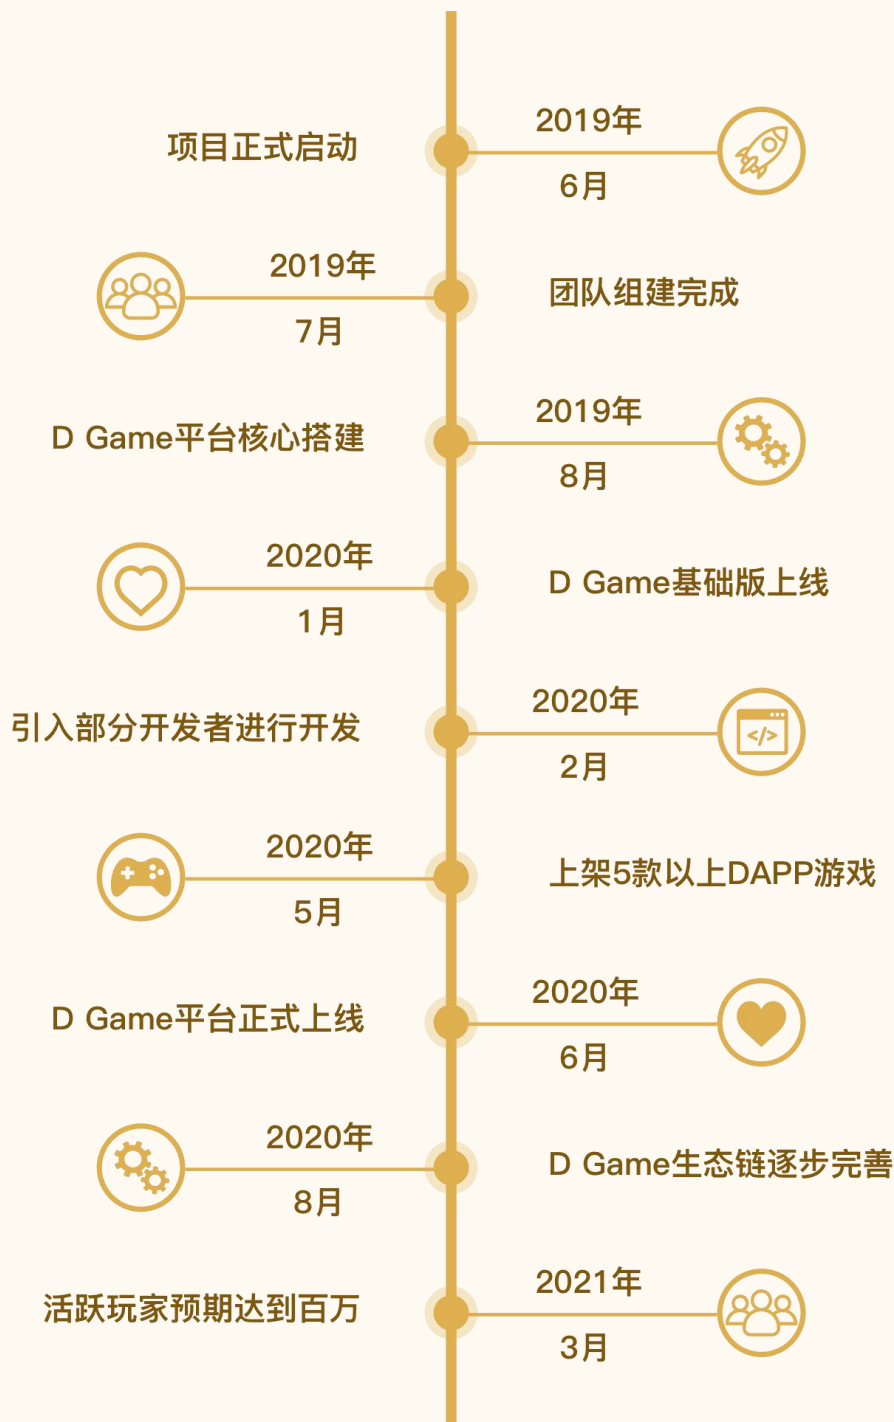 项目正式启动
2019年
6月
2019年
7月
团队组建完成
D Game平台核心搭建
2019年
8月
2020年
1月
D Game基础版上线
引入部分开发者进行开发
2020年
2月
</>
2020年
5月
上架5款以上DAPP游戏
D Game平台正式上线
2020年
6月
2020年
8月
D Game生态链逐步完善
活跃玩家预期达到百万
2021年
3月